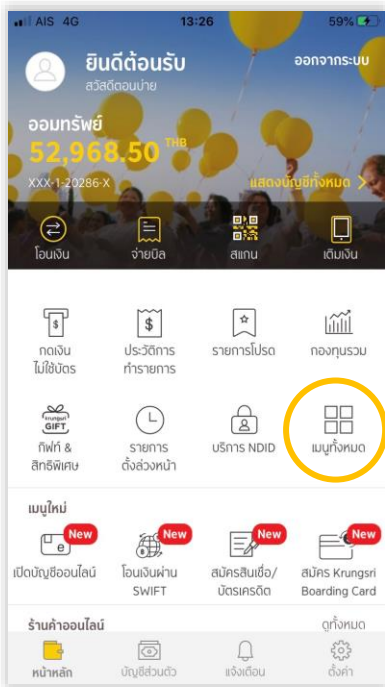 AIS 4G 13:26 59%
ยินดีต้อนรับ ออกจากระบบ
สวัสดีตอนบ่าย
ออมทรัพย์
52,968.50 THB
XXX-1-20286-X แสดงบัญชีทั้งหมด >
โอนเงิน จ่ายบิล สแกน เติมเงิน
กดเงิน ประวัติการ รายการโปรด กองทุนรวม
ไม่ใช้บัตร ทำรายการ
krungsri
GIFT
กิฟท์ & รายการ บริการ NDID เมนูทั้งหมด
สิทธิพิเศษ ตั้งล่วงหน้า
เมนูใหม่
New New New New
เปิดบัญชีออนไลน์ โอนเงินผ่าน สมัครสินเชื่อ/ สมัคร Krungsri
SWIFT บัตรเครดิต Boarding Card
ร้านค้าออนไลน์ ดูทั้งหมด
หน้าหลัก บัญชีส่วนตัว แจ้งเตือน ตั้งค่า